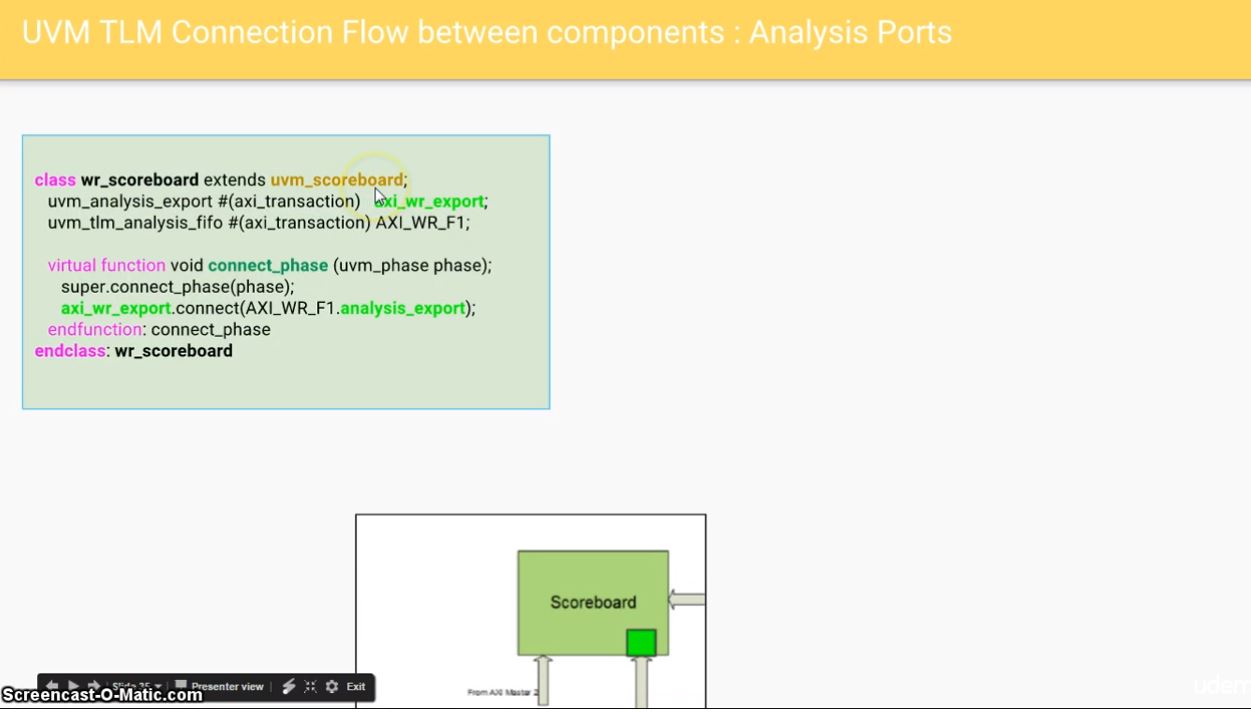 UVM TLM Connection Flow between components : Analysis Ports
class wr_scoreboard extends uvm_scoreboard;
uvm_analysis_export #(axi_transaction) axi_wr_export;
uvm_tlm_analysis_fifo #(axi_transaction) AXI_WR_F1;
virtual function void connect_phase (uvm_phase phase);
super.connect_phase(phase);
axi_wr_export.connect(AXI_WR_F1.analysis_export);
endfunction: connect_phase
endclass: wr_scoreboard
Scoreboard
From AXI Master 2
Presenter view
Exit
Screencast-O-Matic.com
udem